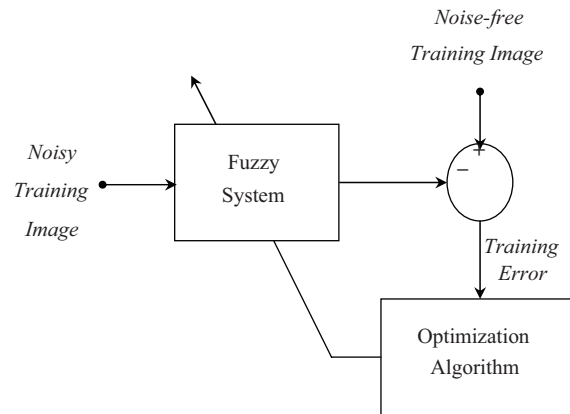 Noise-free
Training Image
Noisy
Training
Image
Fuzzy
System
+
−
Training
Error
Optimization
Algorithm